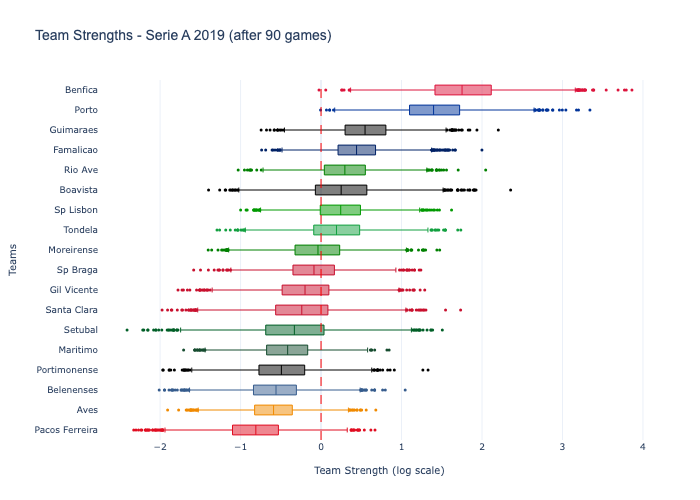 Team Strengths - Serie A 2019 (after 90 games)
Benfica
Porto
Guimaraes
Famalicao
Rio Ave
Boavista
Sp Lisbon
Tondela
Moreirense
Sp Braga
Gil Vicente
Santa Clara
Setubal
Maritimo
Portimonense
Belenenses
Aves
Pacos Ferreira
Teams
−2 −1 0 1 2 3 4
Team Strength (log scale)